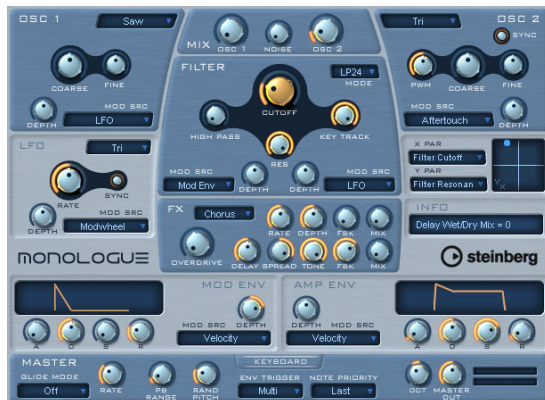 OSC 1
Saw
COARSE
FINE
DEPTH
MOD SRC
LFO
MIX
OSC 1
NOISE
OSC 2
FILTER
LP24
MODE
CUTOFF
HIGH PASS
KEY TRACK
RES
MOD SRC
Mod Env
DEPTH
DEPTH
MOD SRC
LFO
Tri
OSC 2
SYNC
PWM
COARSE
FINE
MOD SRC
Aftertouch
DEPTH
LFO
Tri
RATE
SYNC
DEPTH
MOD SRC
Modwheel
X PAR
Filter Cutoff
Y PAR
Filter Resonan
Y
X
FX
Chorus
RATE
DEPTH
FBK
MIX
OVERDRIVE
DELAY
SPREAD
TONE
FBK
MIX
INFO
Delay Wet/Dry Mix = 0
MONOLOGUE
steinberg
MOD ENV
MOD SRC
DEPTH
Velocity
A
D
S
R
AMP ENV
DEPTH
MOD SRC
Velocity
A
D
S
R
MASTER
KEYBOARD
GLIDE MODE
Off
RATE
PB RANGE
RAND PITCH
ENV TRIGGER
Multi
NOTE PRIORITY
Last
OCT
MASTER OUT